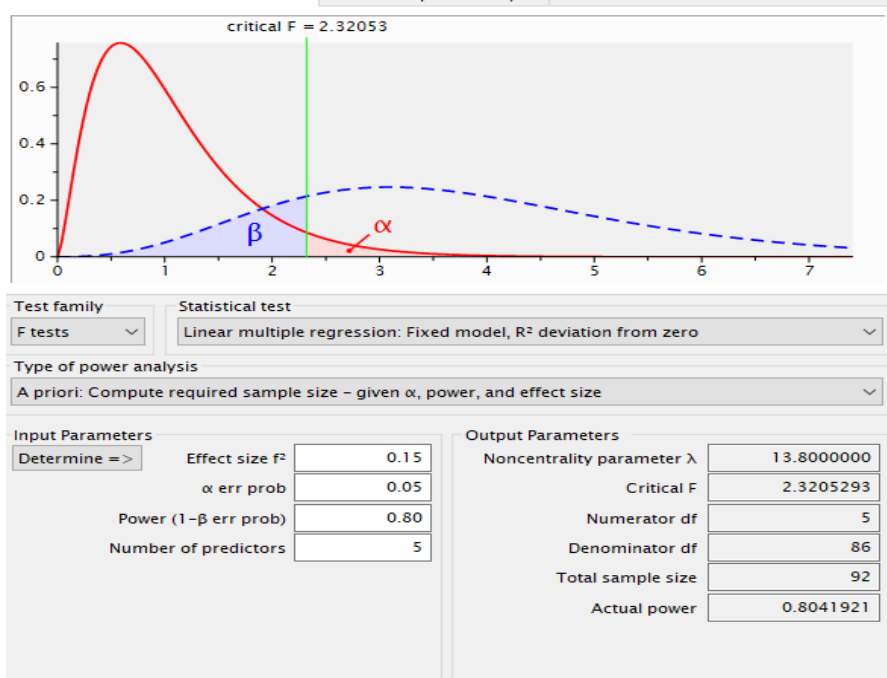 critical F = 2.32053
0.6
0.4
0.2
0
β
α
0 1 2 3 4 5 6 7
Test family Statistical test
F tests Linear multiple regression: Fixed model, R² deviation from zero
Type of power analysis
A priori: Compute required sample size – given α, power, and effect size
Input Parameters Output Parameters
Determine => Effect size f² 0.15 Noncentrality parameter λ 13.8000000
α err prob 0.05 Critical F 2.3205293
Power (1-β err prob) 0.80 Numerator df 5
Number of predictors 5 Denominator df 86
Total sample size 92
Actual power 0.8041921